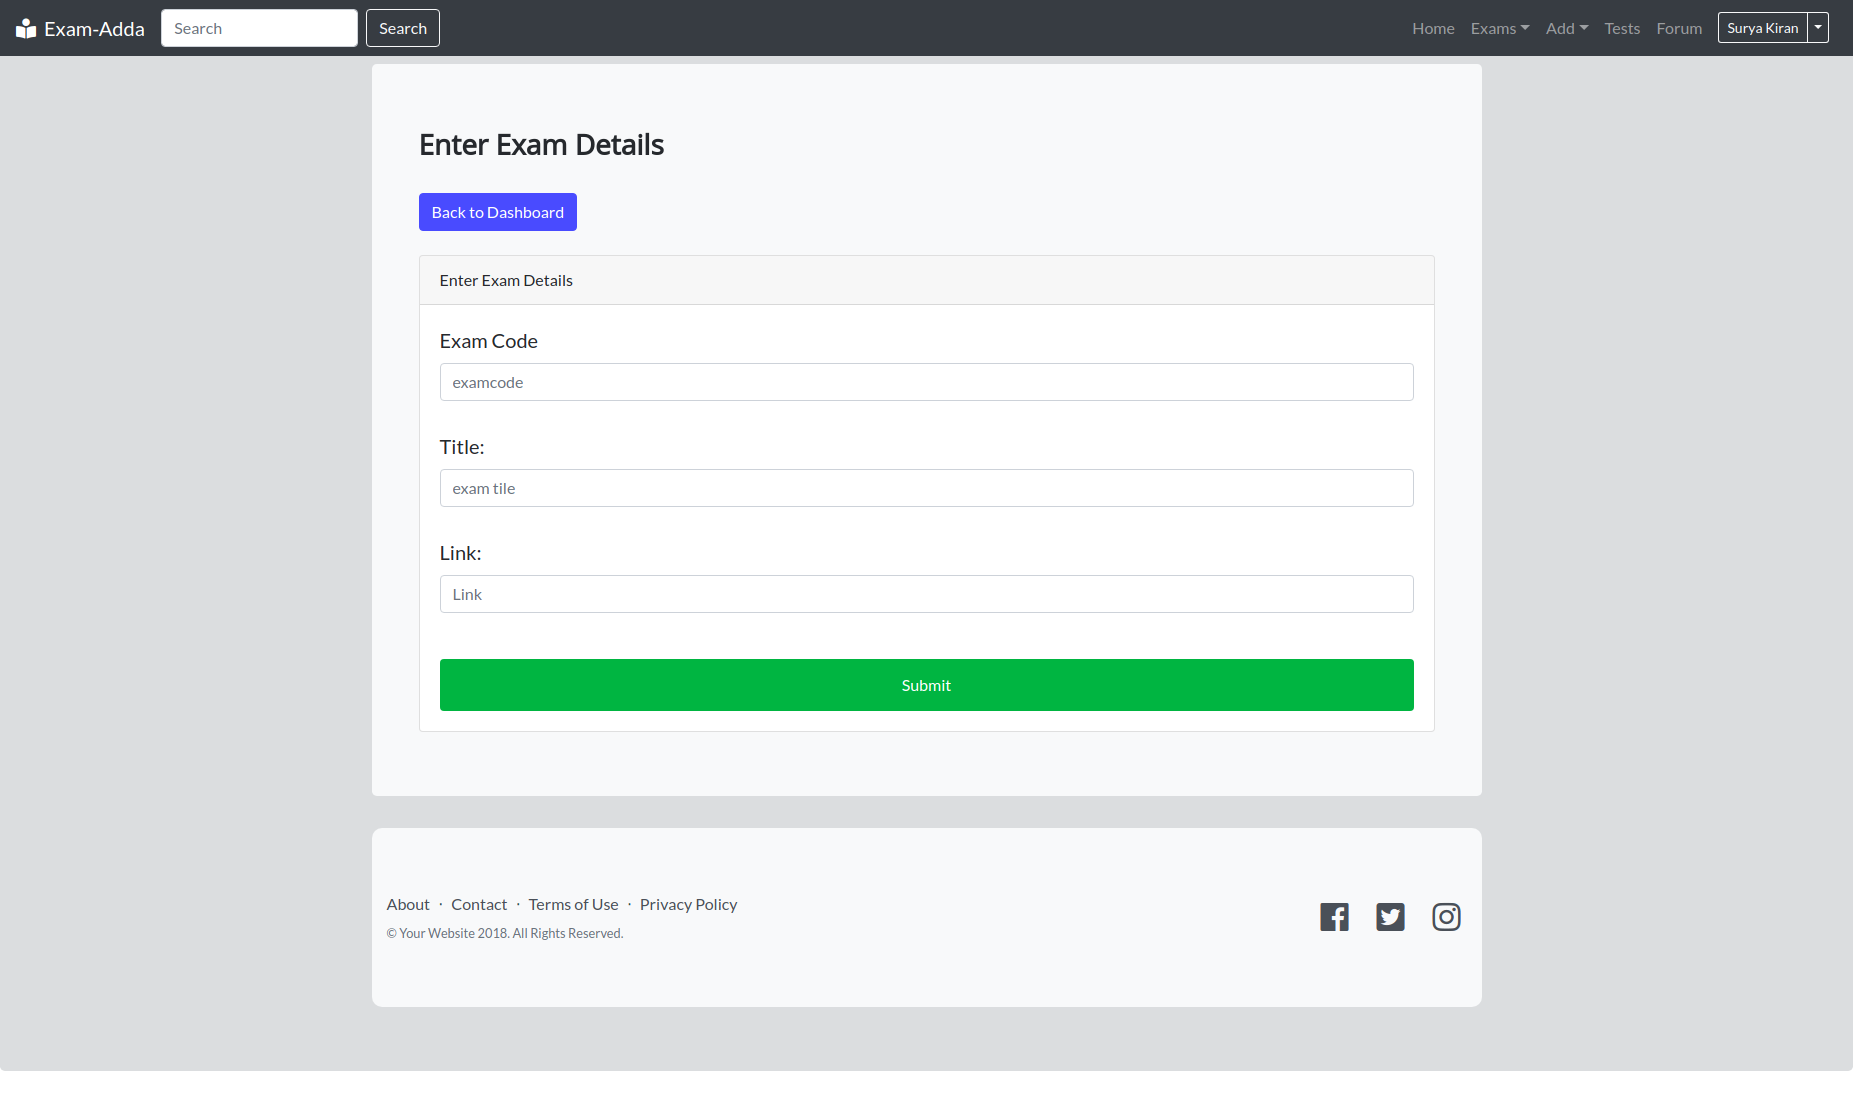 Exam-Adda Search Search Home Exams Add Tests Forum Surya Kiran
Enter Exam Details
Back to Dashboard
Enter Exam Details
Exam Code
examcode
Title:
exam tile
Link:
Link
Submit
About · Contact · Terms of Use · Privacy Policy
© Your Website 2018. All Rights Reserved.